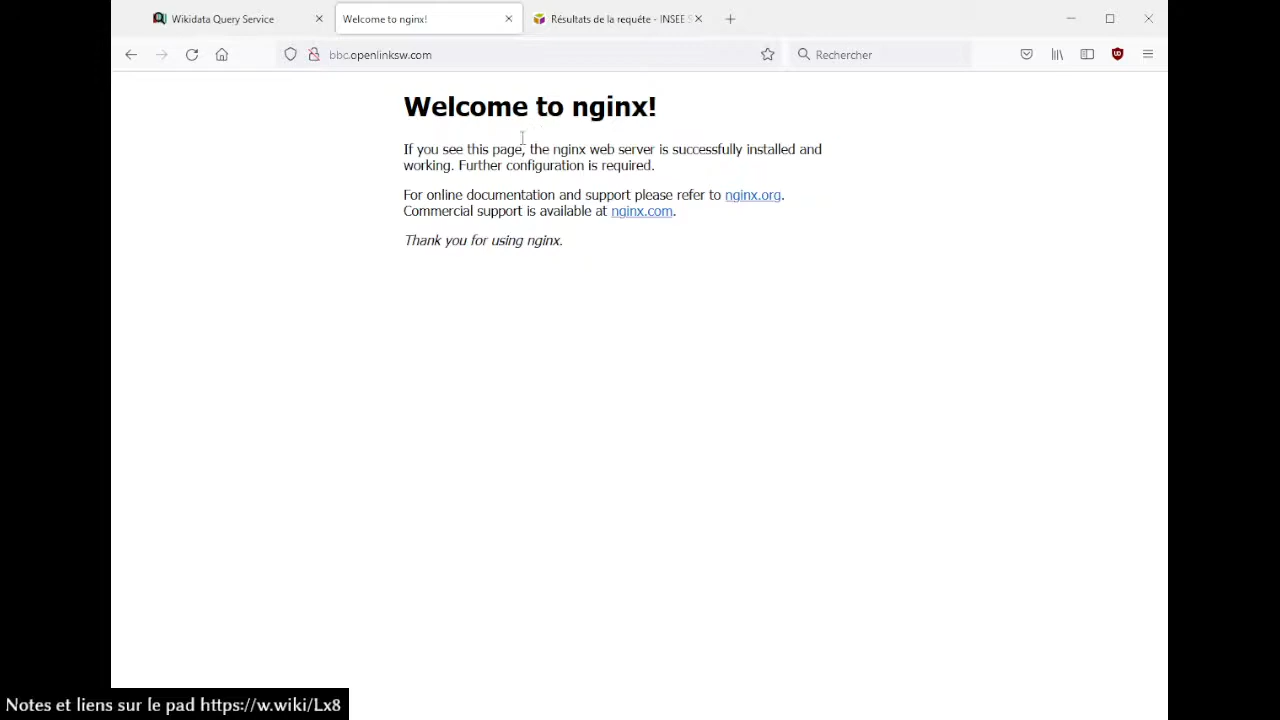 Wikidata Query Service
Welcome to nginx!
Résultats de la requête - INSEE
bbc.openlinksw.com
Rechercher
Welcome to nginx!
If you see this page, the nginx web server is successfully installed and
working. Further configuration is required.
For online documentation and support please refer to nginx.org.
Commercial support is available at nginx.com.
Thank you for using nginx.
Notes et liens sur le pad https://w.wiki/Lx8